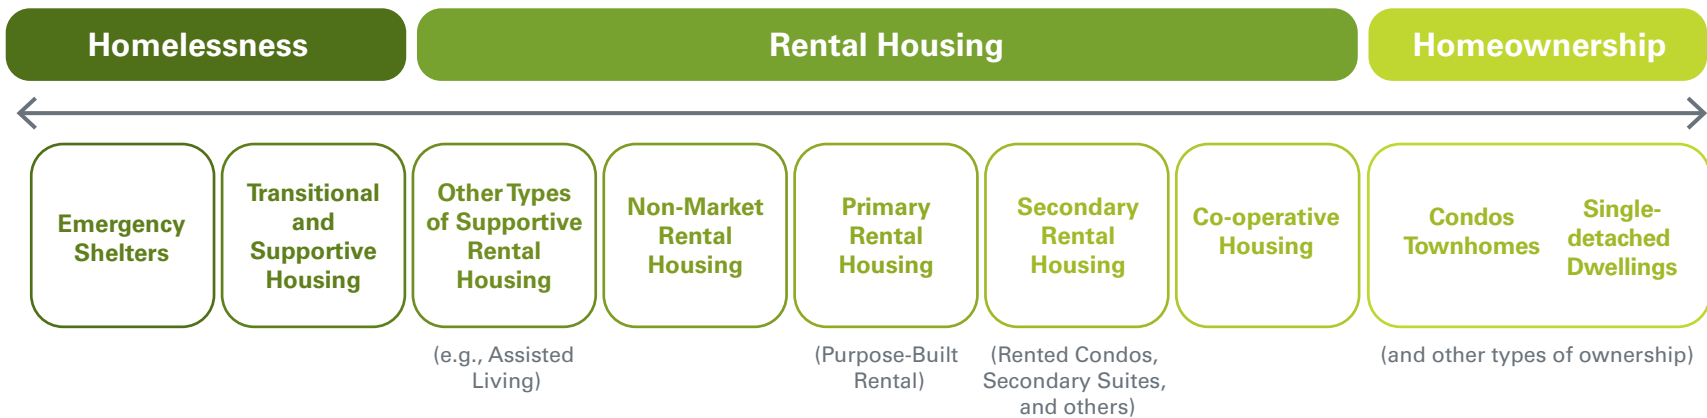 Homelessness
Rental Housing
Homeownership
Emergency
Shelters
Transitional
and
Supportive
Housing
Other Types
of Supportive
Rental
Housing
Non-Market
Rental
Housing
Primary
Rental
Housing
Secondary
Rental
Housing
Co-operative
Housing
Condos
Townhomes
Single-
detached
Dwellings
(e.g., Assisted
Living)
(Purpose-Built
Rental)
(Rented Condos,
Secondary Suites,
and others)
(and other types of ownership)